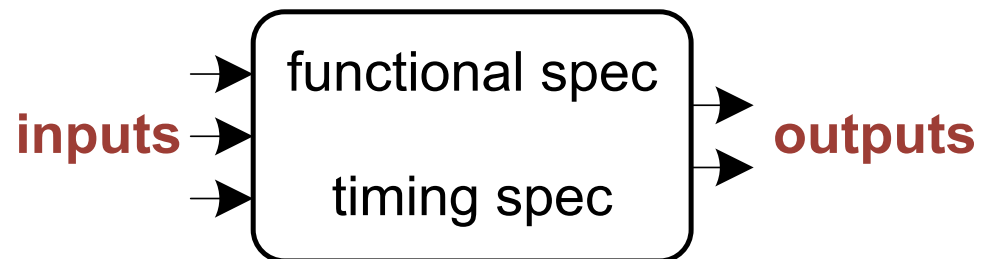 functional spec
inputs
outputs
timing spec